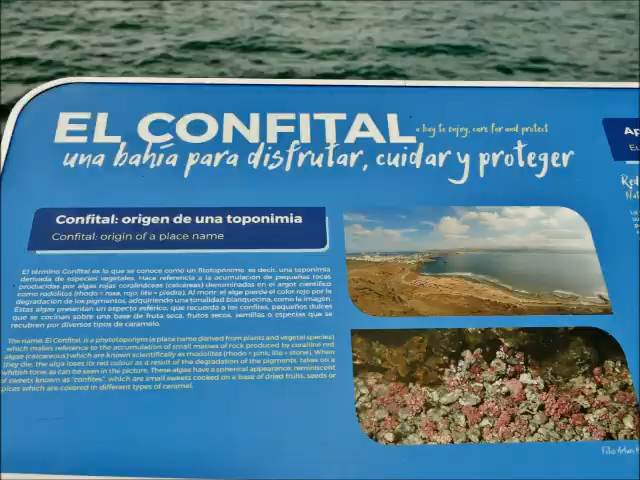 EL CONFITAL a bay to enjoy, care for and protect
una bahía para disfrutar, cuidar y proteger
Confital: origen de una toponimia
Confital: origin of a place name
El término Confital es lo que se conoce como un fitotopónimo es decir, una toponimia
derivada de especies vegetales. Hace referencia a la acumulación de pequeñas rocas
producidas por algas rojas coralináceas (calcáreas) denominadas en el argot científico
como rodolitos (rhodo = rosa, rojo; lite = piedra). Al morir, el alga pierde el color rojo por la
degradación de los pigmentos, adquiriendo una tonalidad blanquecina, como la imagen.
Estas algas presentan un aspecto esférico, que recuerda a los confites, pequeños dulces
que se cocinan sobre una base de fruta seca, frutos secos, semillas o especias que se
recubren por diversos tipos de caramelo.
The name, El Confital, is a phytotoponym (a place name derived from plants and vegetal species)
which makes reference to the accumulation of small masses of rock produced by coraline red
algae (calcareous) which are known scientifically as (rhodo = pink, lite = stone). When
they die, the alga loses its red colour as a result of the degradation of the pigments, takes on a
whitish tone, as can be seen in the picture. These algae have a spherical appearance, reminiscent
of sweets known as "confites", which are small sweets cooked on a base of dried fruits, seeds or
spices which are covered in different types of caramel.